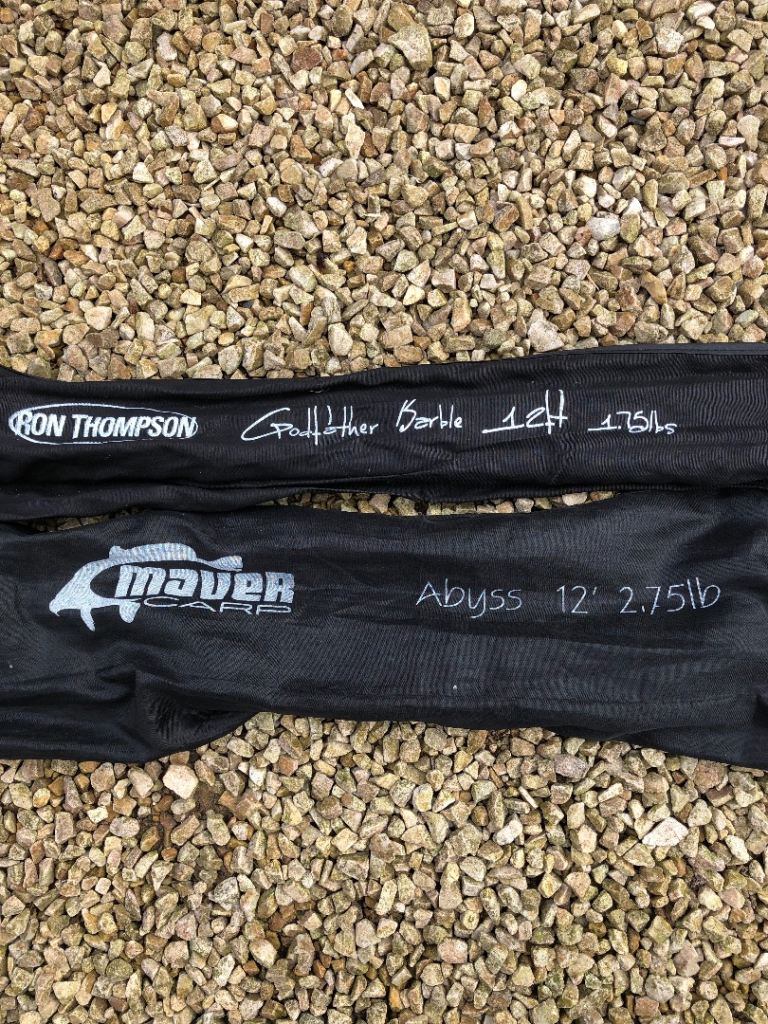 RON THOMPSON Godfather Barble 12ft 1.75lbs
maver CARP Abyss 12' 2.75lb